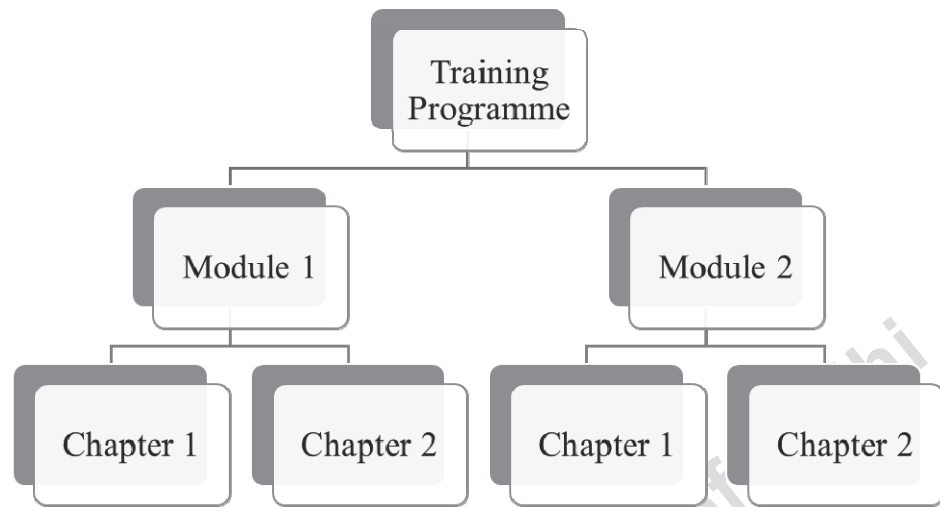 Training
Programme
Module 1
Module 2
Chapter 1
Chapter 2
Chapter 1
Chapter 2